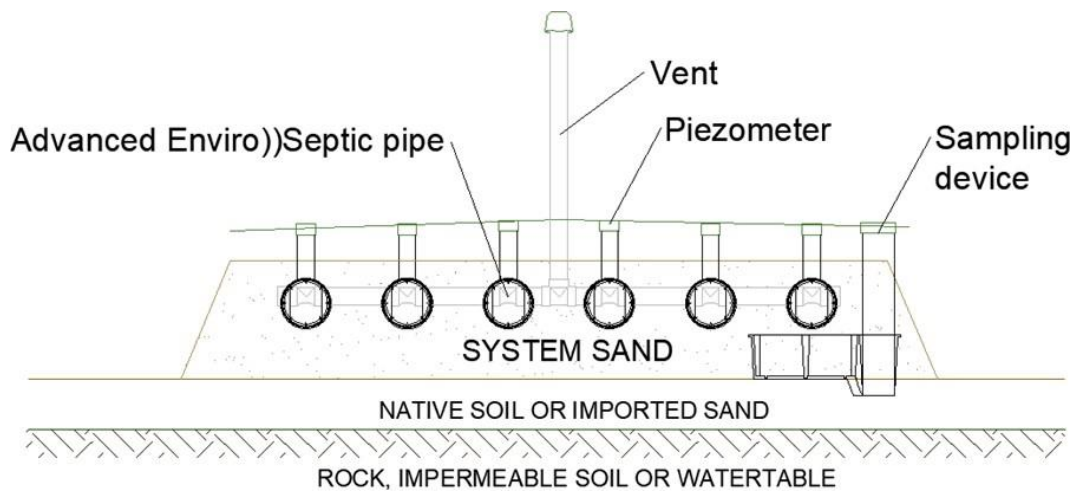 Vent
Advanced Enviro))Septic pipe
Piezometer
Sampling
device
SYSTEM SAND
NATIVE SOIL OR IMPORTED SAND
ROCK, IMPERMEABLE SOIL OR WATERTABLE